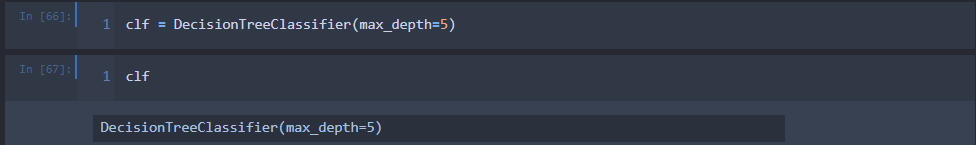 In [66]:
1 clf = DecisionTreeClassifier(max_depth=5)
In [67]:
1 clf
DecisionTreeClassifier(max_depth=5)